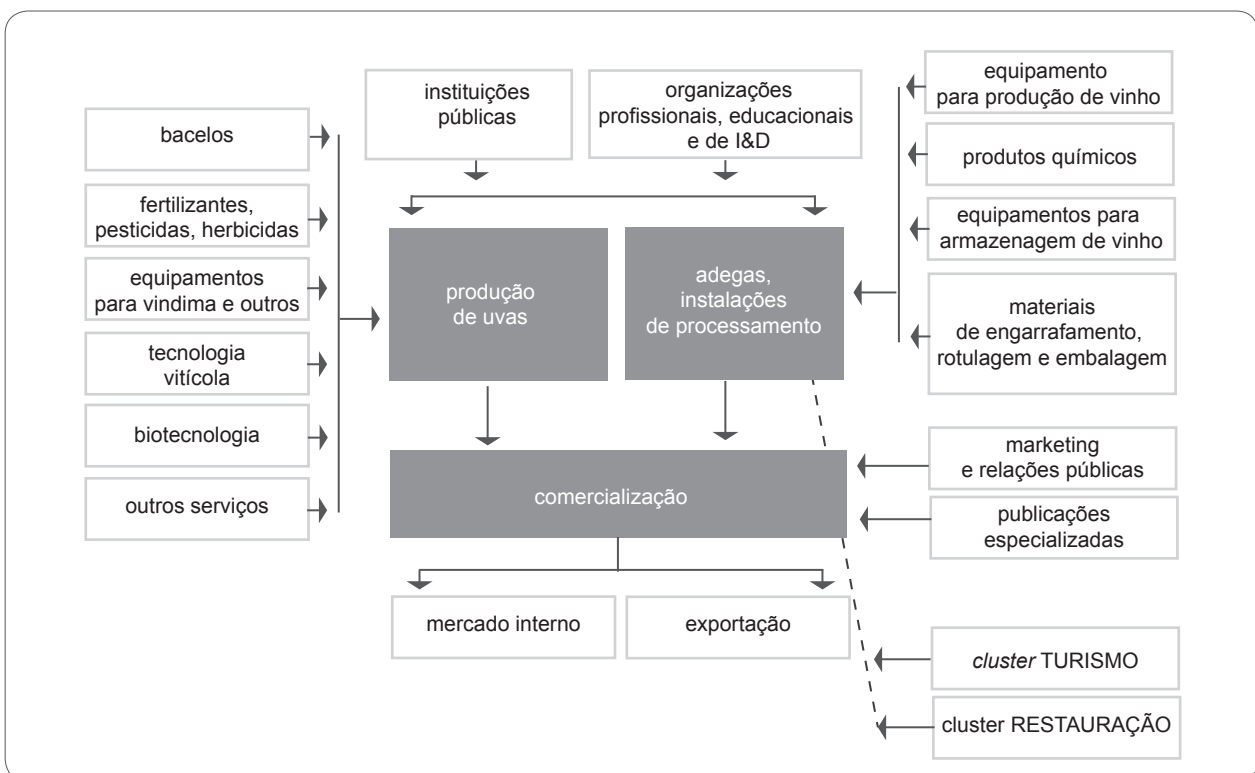 instituições
públicas
organizações
profissionais, educacionais
e de I&D
equipamento
para produção de vinho
bacelos
produtos químicos
fertilizantes,
pesticidas, herbicidas
equipamentos para
armazenagem de vinho
equipamentos
para vindima e outros
produção
de uvas
adegas,
instalações
de processamento
materiais
de engarrafamento,
rotulagem e embalagem
tecnologia
vitícola
biotecnologia
marketing
e relações públicas
outros serviços
comercialização
publicações
especializadas
mercado interno
exportação
cluster TURISMO
cluster RESTAURAÇÃO